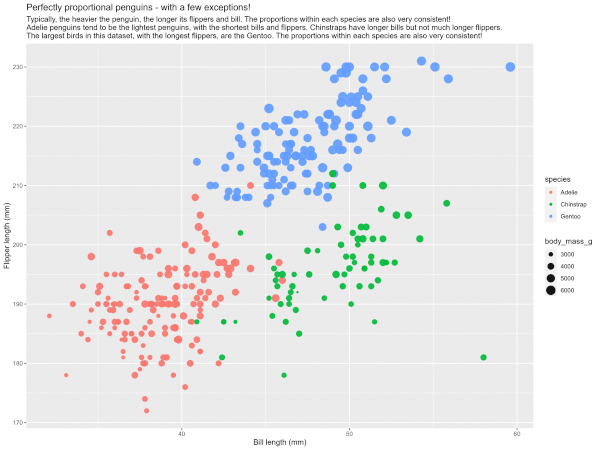 Perfectly proportional penguins - with a few exceptions!
Typically, the heavier the penguin, the longer its flippers and bill. The proportions within each species are also very consistent!
Adelie penguins tend to be the lightest penguins, with the shortest bills and flippers. Chinstraps have longer bills but not much longer flippers.
The largest birds in this dataset, with the longest flippers, are the Gentoo. The proportions within each species are also very consistent!
230
220
210
200
190
180
170
Flipper length (mm)
40
50
60
Bill length (mm)
species
Adelie
Chinstrap
Gentoo
body_mass_g
3000
4000
5000
6000